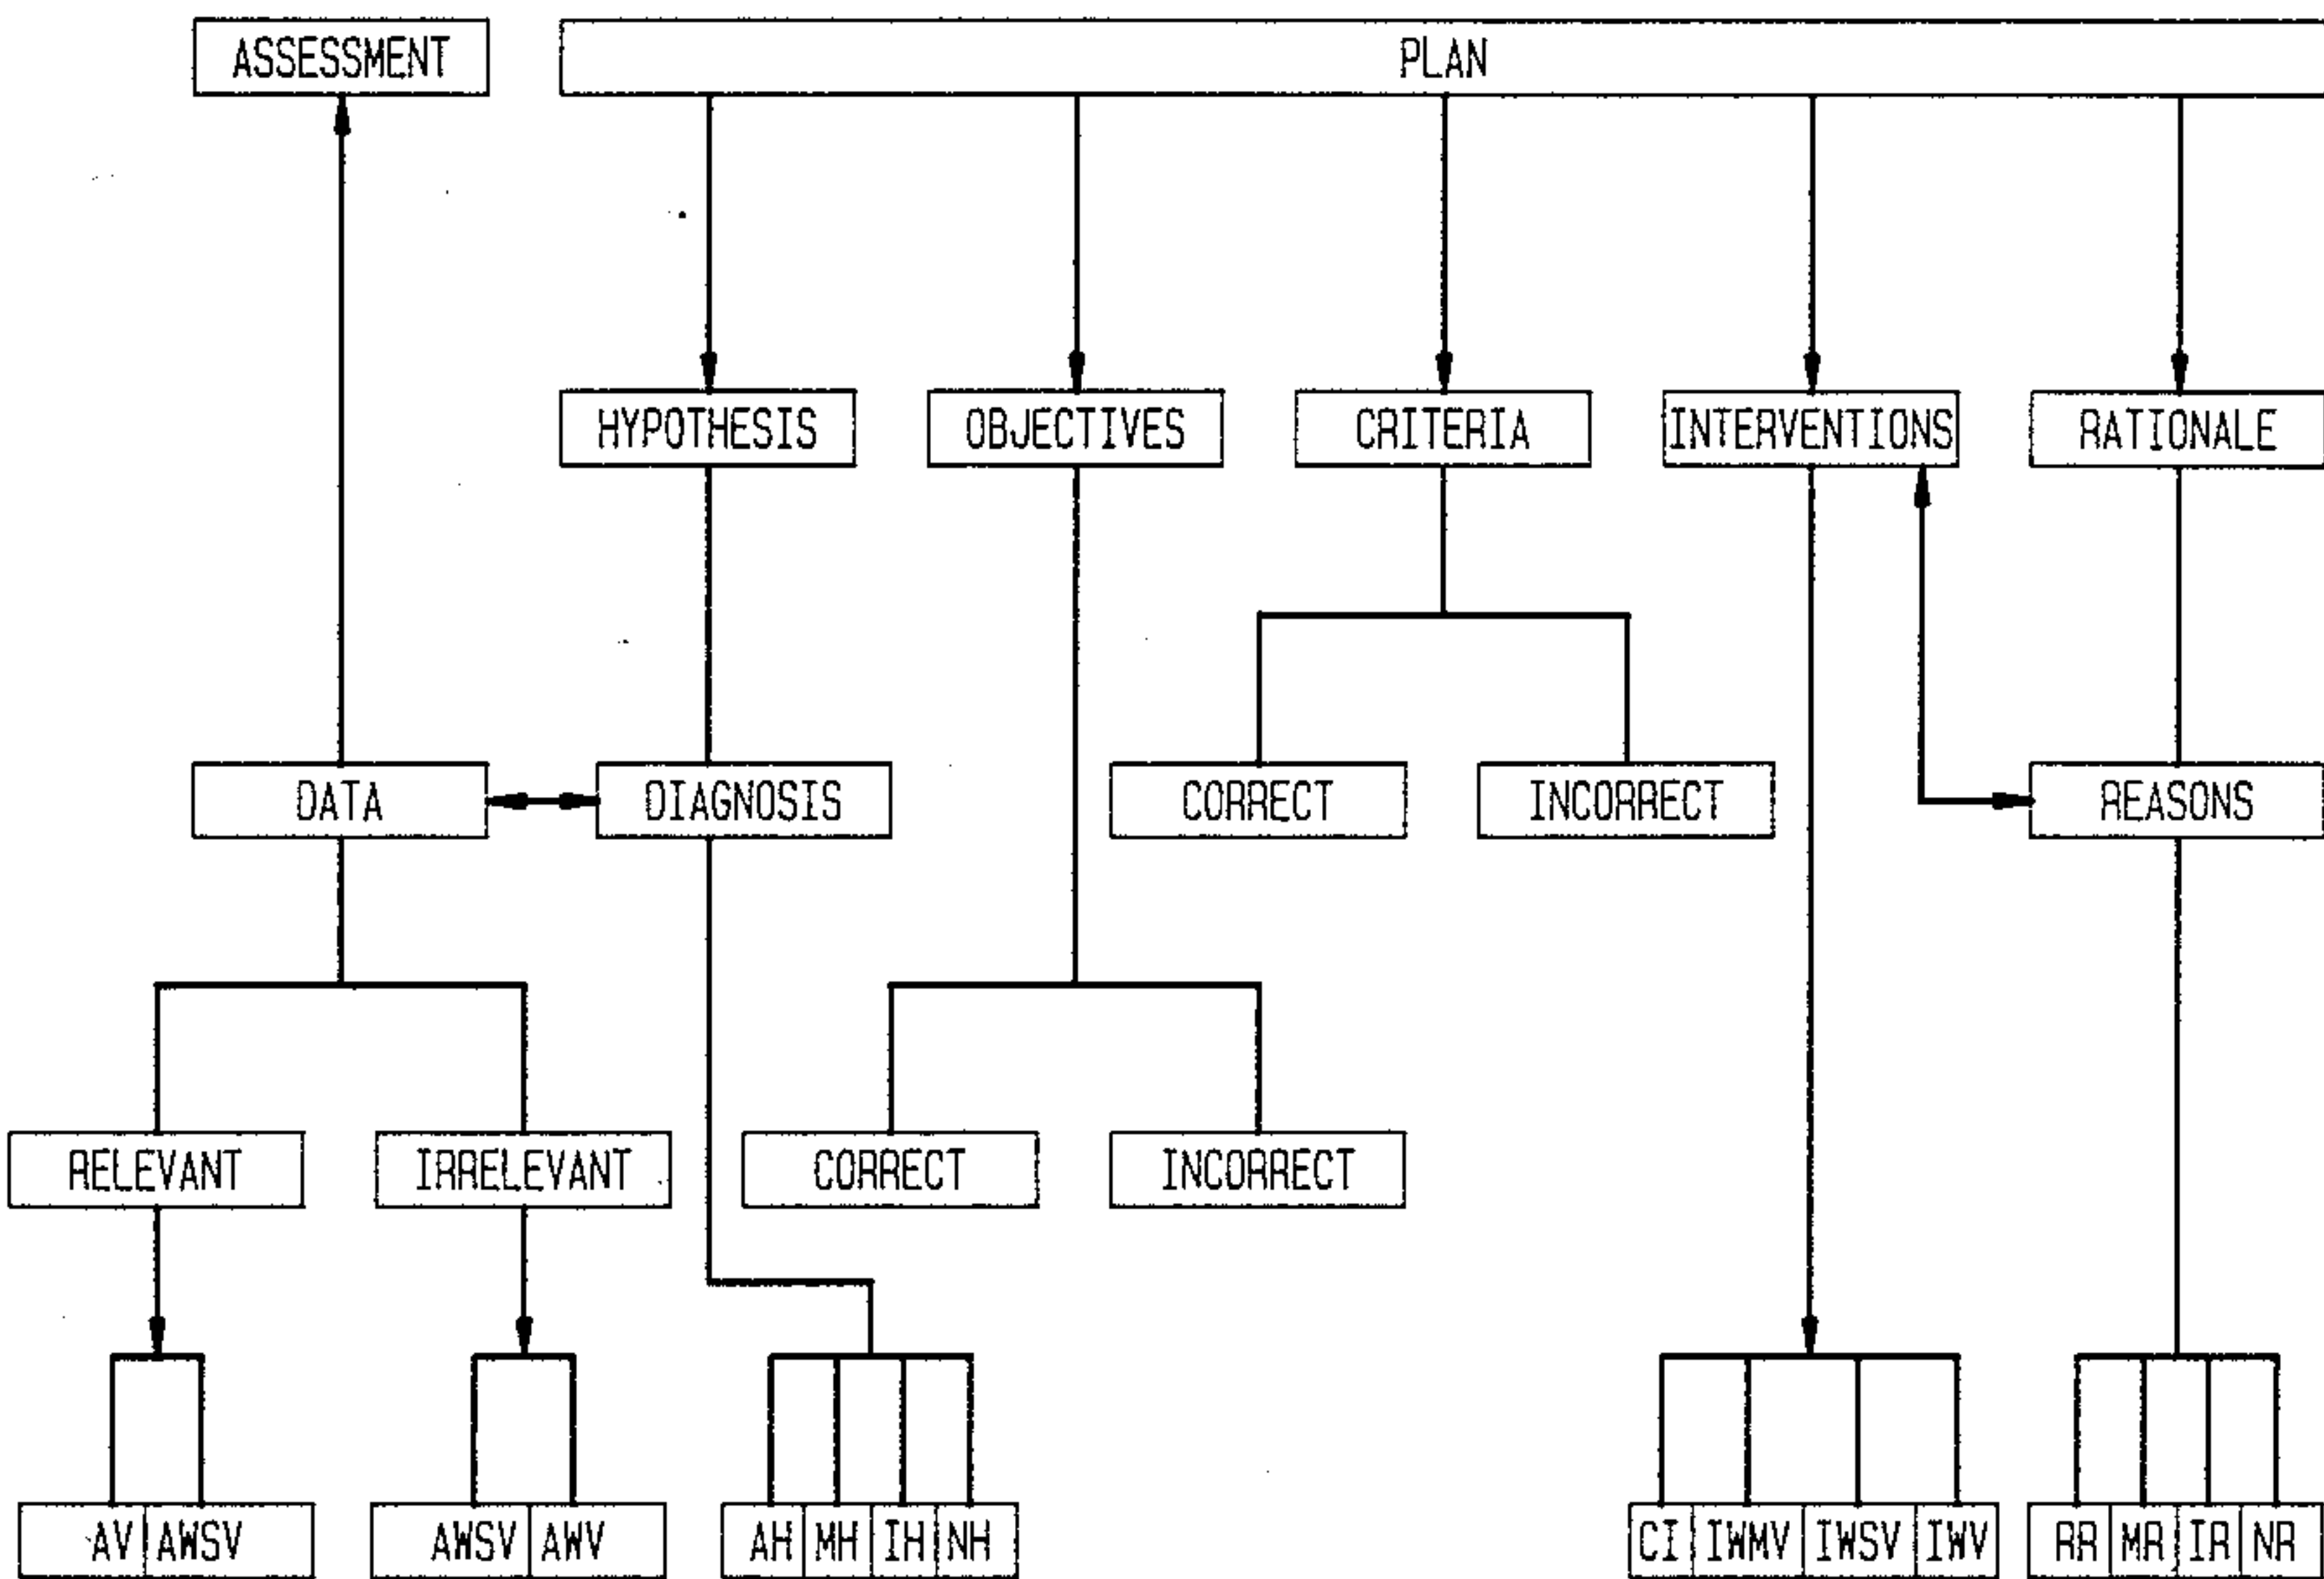 ASSESSMENT PLAN
HYPOTHESIS OBJECTIVES CRITERIA INTERVENTIONS RATIONALE
DATA DIAGNOSIS CORRECT INCORRECT REASONS
RELEVANT IRRELEVANT CORRECT INCORRECT
AV AWSV AWSV AWV AH MH IH NH CI IWMV IWSV IWV RR MR IR NR